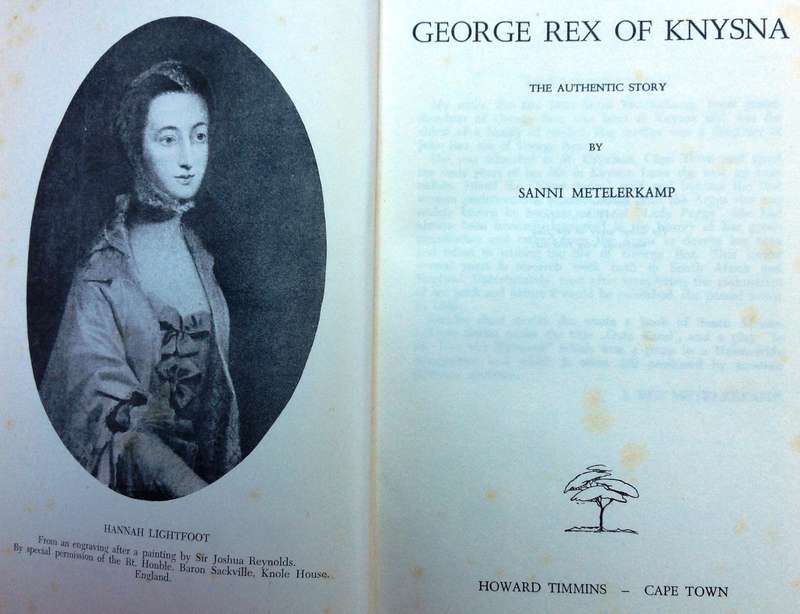 HANNAH LIGHTFOOT
From an engraving after a painting by Sir Joshua Reynolds.
By special permission of the Rt. Honble. Baron Sackville, Knole House.
England.
GEORGE REX OF KNYSNA
THE AUTHENTIC STORY
BY
SANNI METELERKAMP
HOWARD TIMMINS – CAPE TOWN